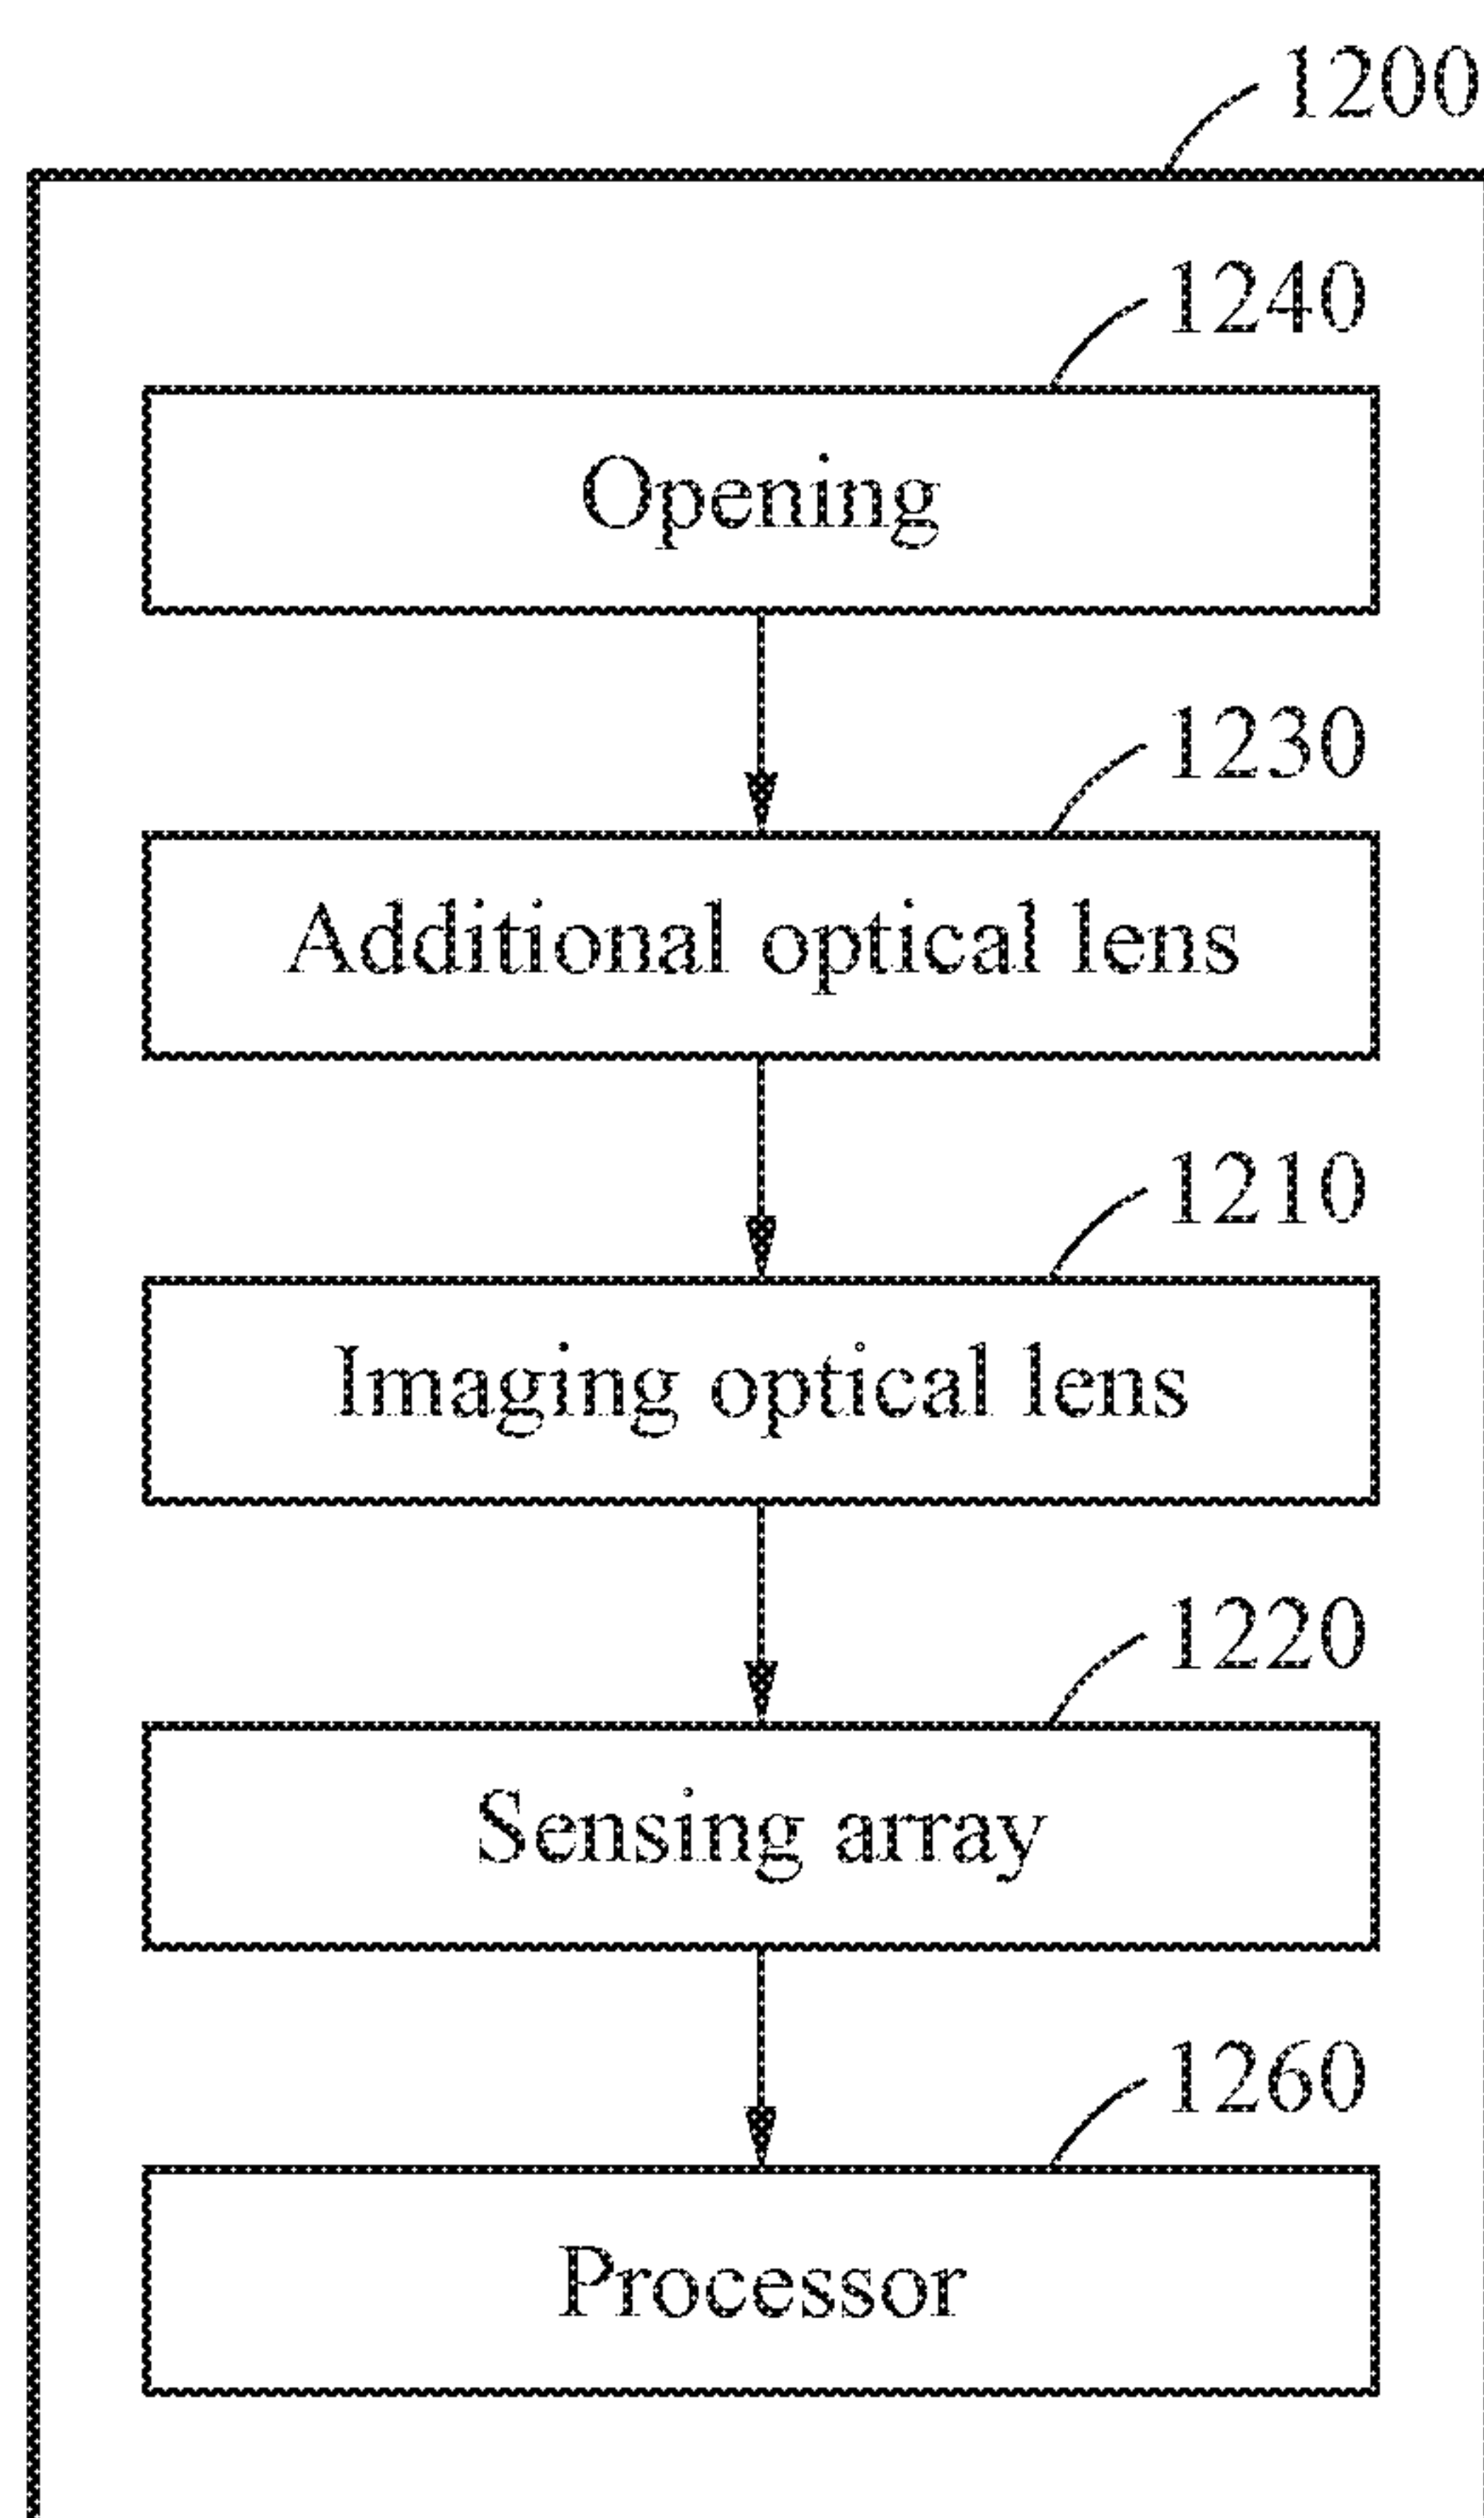 1200
1240
Opening
1230
Additional optical lens
1210
Imaging optical lens
1220
Sensing array
1260
Processor